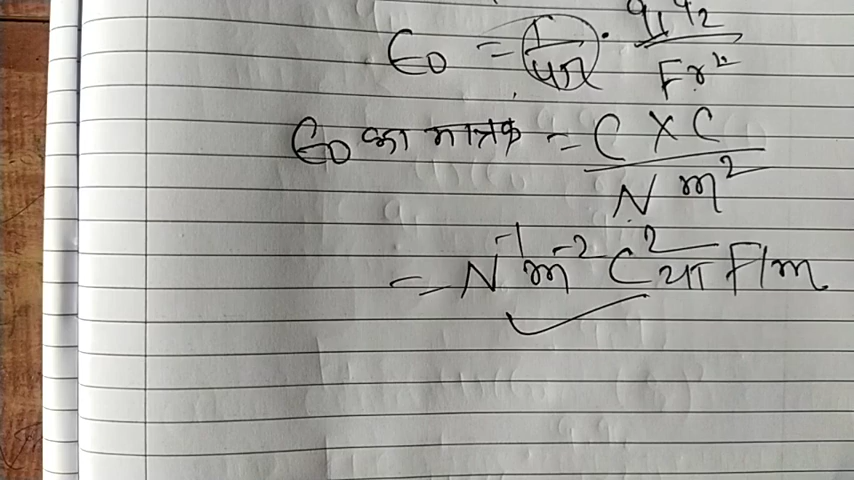 ϵ0 = 1/4π · q1q2/Fr²
ϵ0 का मात्रक = C × C / N m²
= N⁻¹ m⁻² C² या F/m